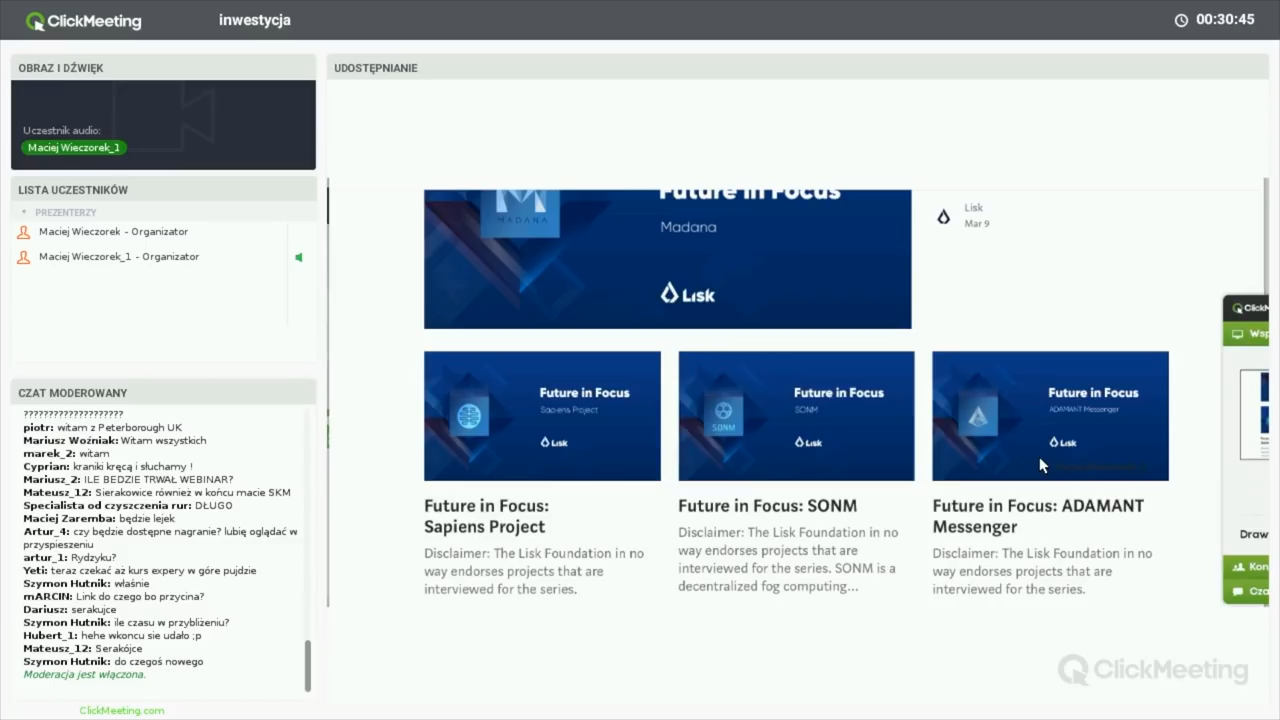 ClickMeeting
inwestycja
00:30:45
OBRAZ I DŹWIĘK
Uczestnik audio:
Maciej Wieczorek_1
LISTA UCZESTNIKÓW
PREZENTERZY
Maciej Wieczorek - Organizator
Maciej Wieczorek_1 - Organizator
CZAT MODEROWANY
?????????????????????
piotr: witam z Peterborough UK
Mariusz Woźniak: Witam wszystkich
marek_2: witam
Cyprian: kraniki kręcą i słuchamy !
Mariusz_2: ILE BEDZIE TRWAŁ WEBINAR?
Mateusz_12: Sierakowice również w końcu macie SKM
Specialista od czyszczenia rur: DŁUGO
Maciej Zaremba: będzie lejek
Artur_4: czy będzie dostępne nagranie? lubię oglądać w
przyspieszeniu
artur_1: Rydzyku?
Yeti: teraz czekać aż kurs expery w góre pujdzie
Szymon Hutnik: właśnie
mARCIN: Link do czego bo przycina?
Dariusz: serakujce
Szymon Hutnik: ile czasu w przybliżeniu?
Hubert_1: hehe wkoncu sie udało ;p
Mateusz_12: Serakójce
Szymon Hutnik: do czegoś nowego
Moderacja jest włączona.
ClickMeeting.com
UDOSTĘPNIANIE
Future in Focus
MADANA
Madana
Lisk
Lisk
Mar 9
Future in Focus
Sapiens Project
Lisk
Future in Focus
SONM
SONM
Lisk
Future in Focus
ADAMANT Messenger
Lisk
Future in Focus:
Sapiens Project
Disclaimer: The Lisk Foundation in no
way endorses projects that are
interviewed for the series.
Future in Focus: SONM
Disclaimer: The Lisk Foundation in no
way endorses projects that are
interviewed for the series. SONM is a
decentralized fog computing...
Future in Focus: ADAMANT
Messenger
Disclaimer: The Lisk Foundation in no
way endorses projects that are
interviewed for the series.
Draw
ClickMeeting